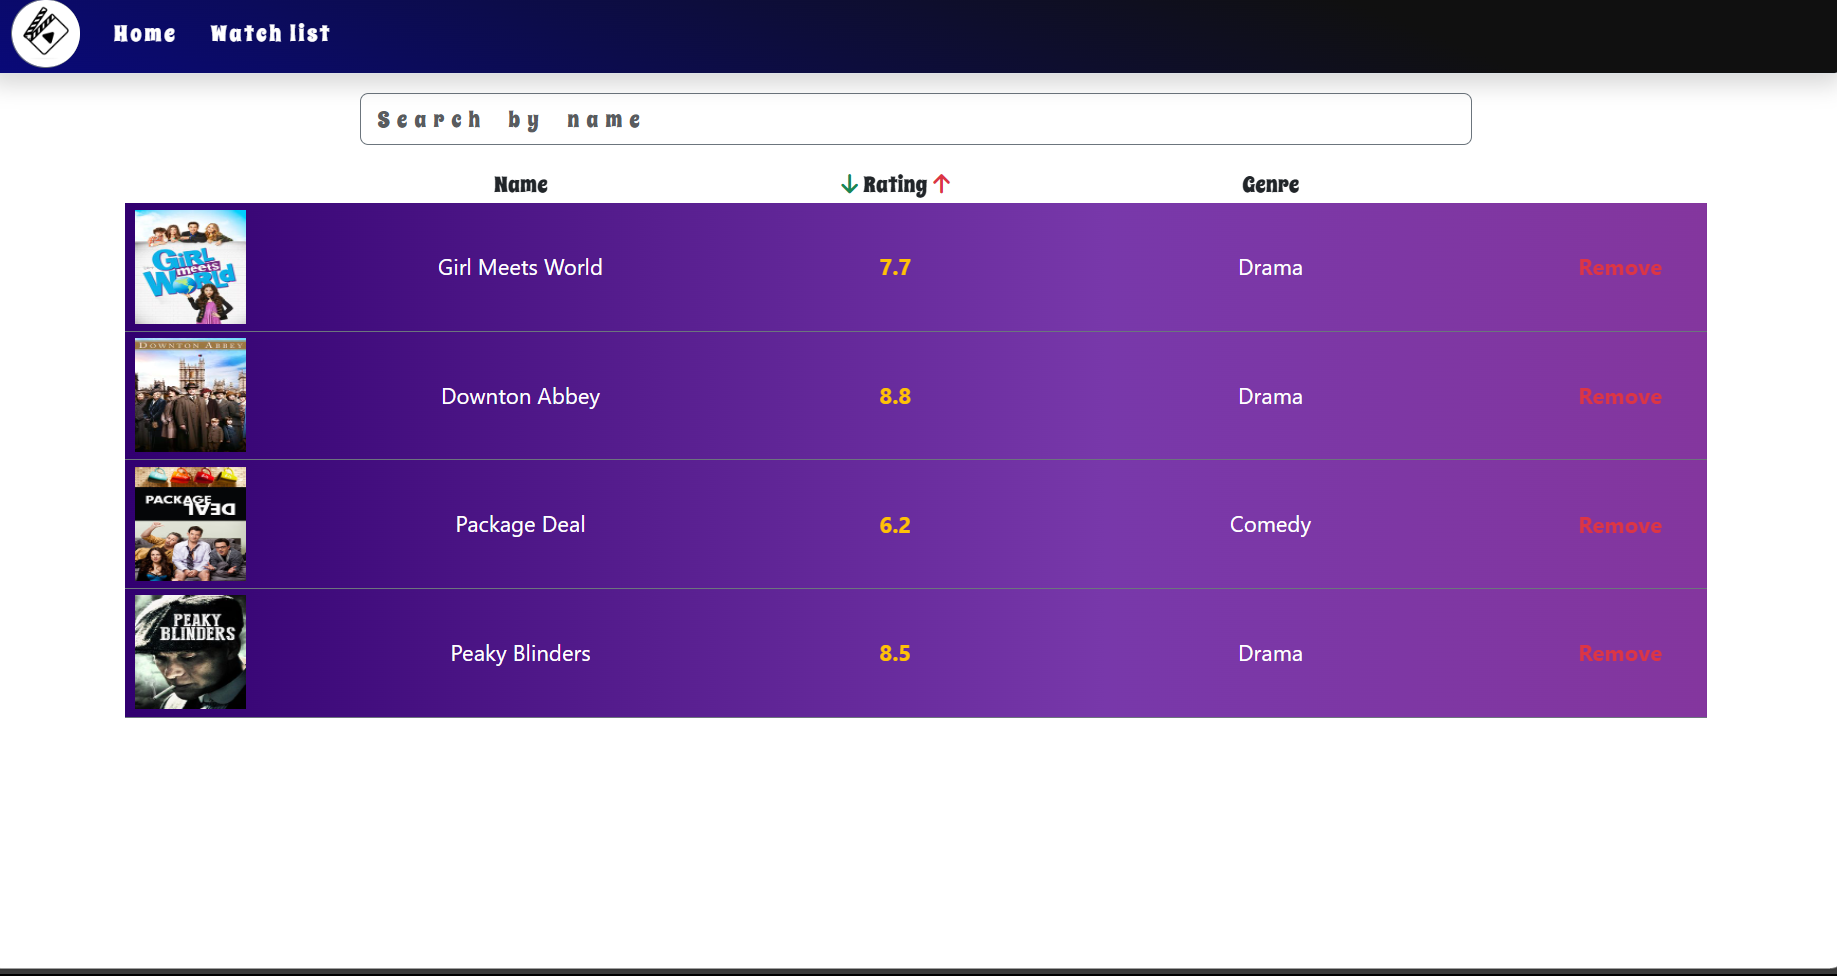 Home Watch list
Search by name
Name Rating Genre
GiRL meets WORLD
Girl Meets World 7.7 Drama Remove
DOWNTON ABBEY
Downton Abbey 8.8 Drama Remove
PACKAGE DEAL
Package Deal 6.2 Comedy Remove
PEAKY
BLINDERS
Peaky Blinders 8.5 Drama Remove